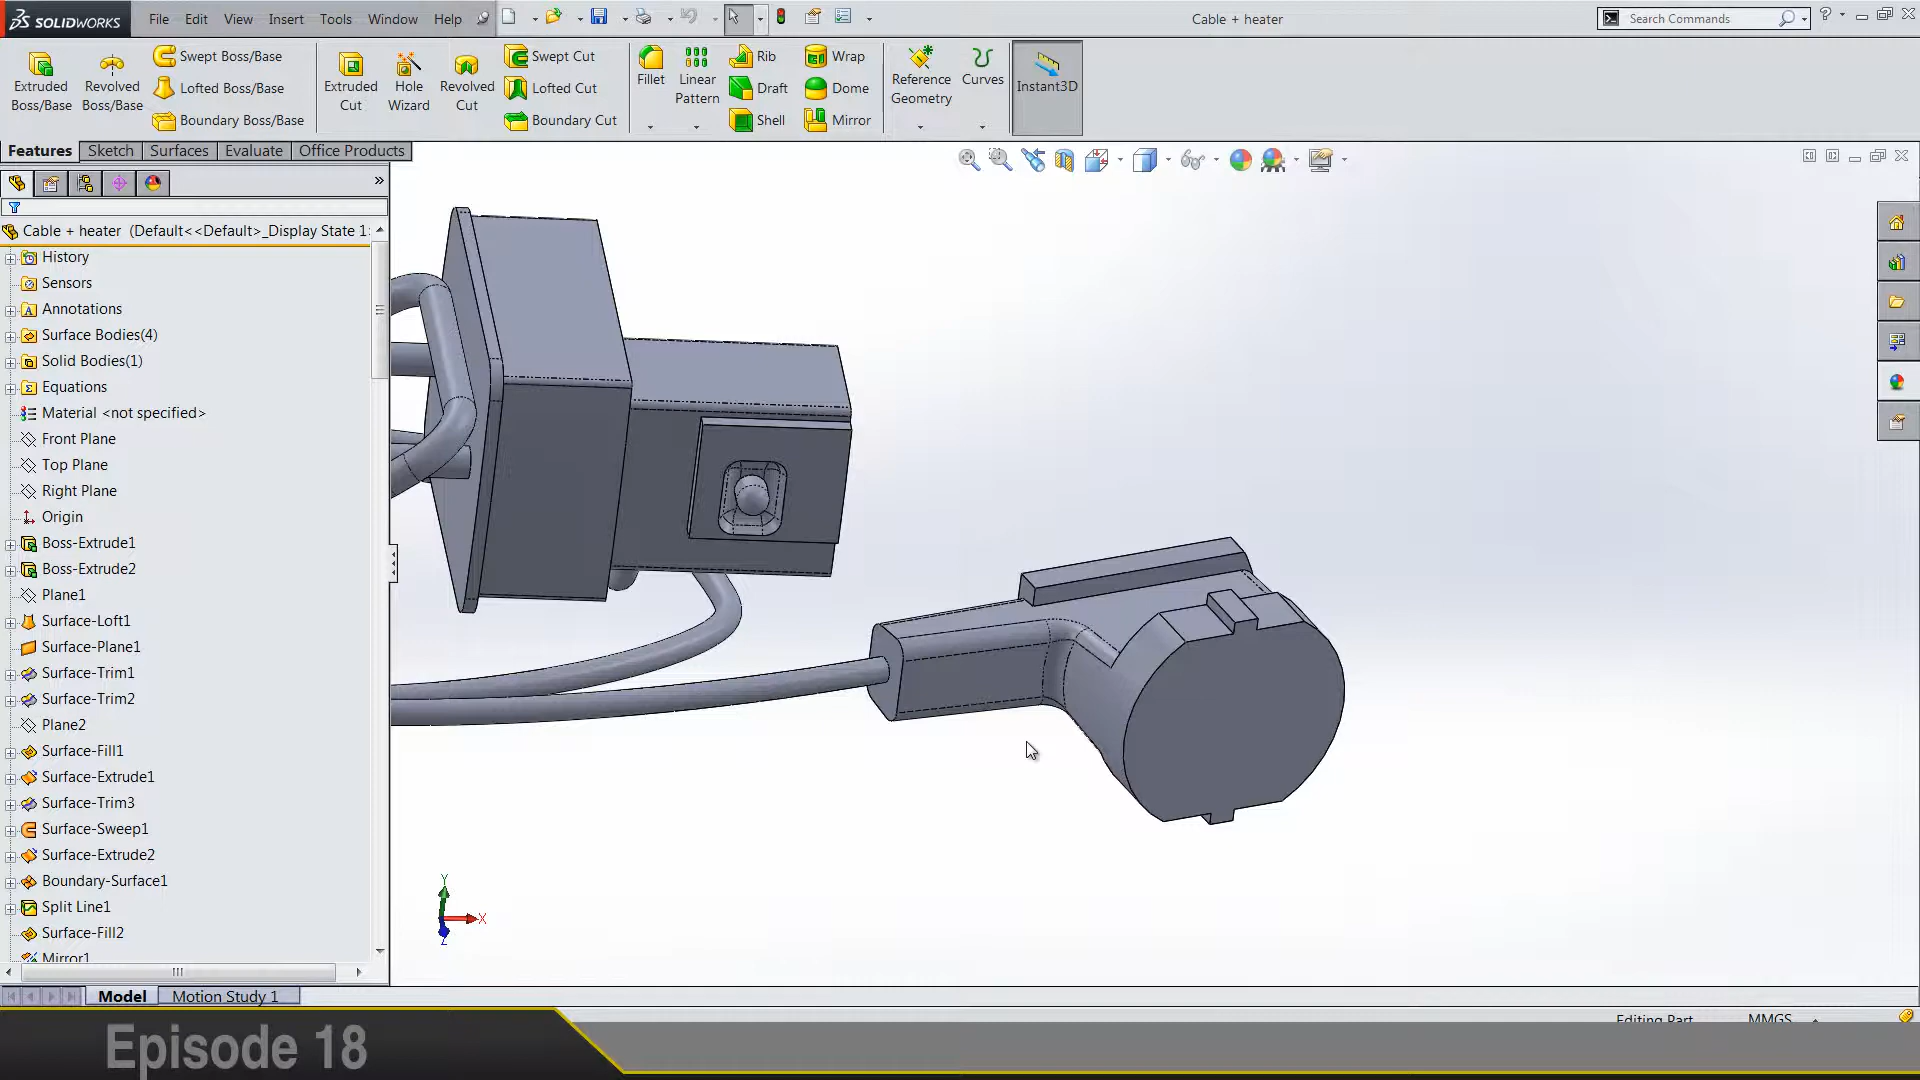 SOLIDWORKS
File Edit View Insert Tools Window Help
Cable + heater
Search Commands
Extruded Boss/Base
Revolved Boss/Base
Swept Boss/Base
Lofted Boss/Base
Boundary Boss/Base
Extruded Cut
Hole Wizard
Revolved Cut
Swept Cut
Lofted Cut
Boundary Cut
Fillet
Linear Pattern
Rib
Draft
Shell
Wrap
Dome
Mirror
Reference Geometry
Curves
Instant3D
Features Sketch Surfaces Evaluate Office Products
Cable + heater (Default<<Default>_Display State 1
History
Sensors
Annotations
Surface Bodies(4)
Solid Bodies(1)
Equations
Material <not specified>
Front Plane
Top Plane
Right Plane
Origin
Boss-Extrude1
Boss-Extrude2
Plane1
Surface-Loft1
Surface-Plane1
Surface-Trim1
Surface-Trim2
Plane2
Surface-Fill1
Surface-Extrude1
Surface-Trim3
Surface-Sweep1
Surface-Extrude2
Boundary-Surface1
Split Line1
Surface-Fill2
Mirror1
Y
X
Z
Model Motion Study 1
Editing Part MMGS
Episode 18